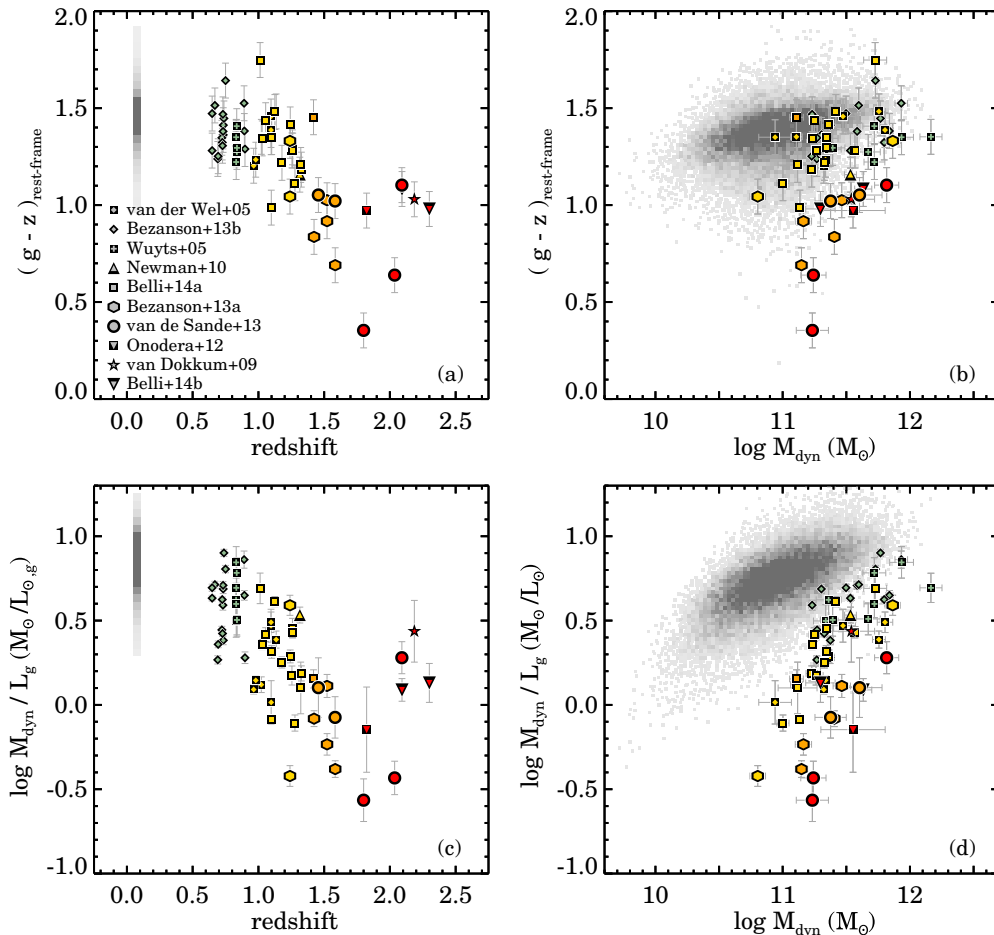 2.0
1.5
1.0
0.5
0.0
( g - z )rest-frame
van der Wel+05
Bezanson+13b
Wuyts+05
Newman+10
Belli+14a
Bezanson+13a
van de Sande+13
Onodera+12
van Dokkum+09
Belli+14b
(a)
0.0 0.5 1.0 1.5 2.0 2.5
redshift
2.0
1.5
1.0
0.5
0.0
( g - z )rest-frame
(b)
10 11 12
log Mdyn (M⊙)
1.0
0.5
0.0
-0.5
-1.0
log Mdyn / Lg (M⊙ /L⊙,g)
(c)
0.0 0.5 1.0 1.5 2.0 2.5
redshift
1.0
0.5
0.0
-0.5
-1.0
log Mdyn / Lg (M⊙ /L⊙)
(d)
10 11 12
log Mdyn (M⊙)